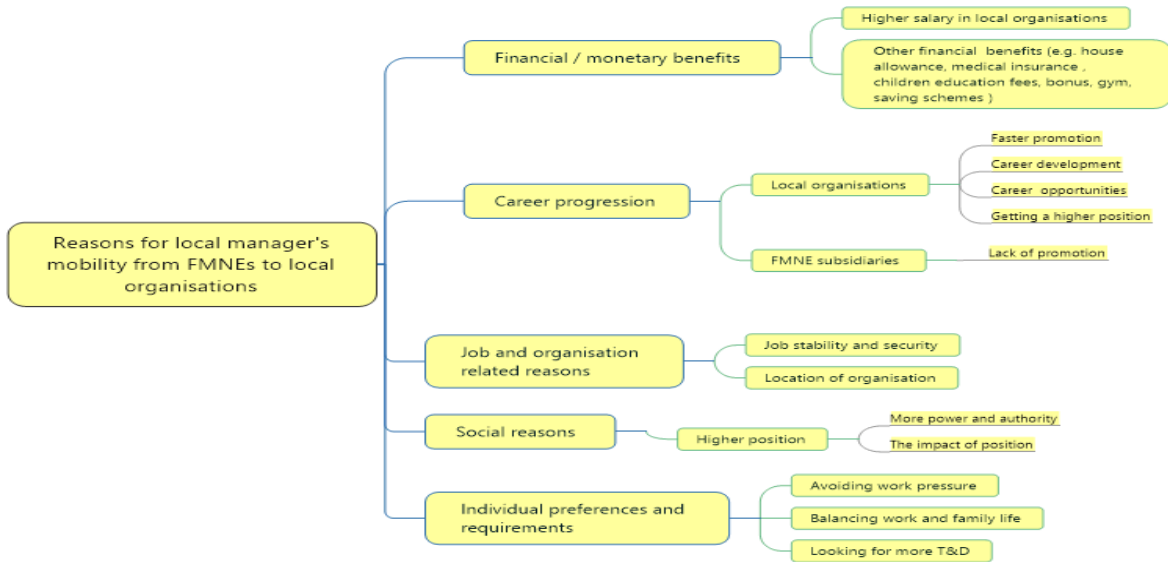 Reasons for local manager's
mobility from FMNEs to local
organisations
Financial / monetary benefits
Higher salary in local organisations
Other financial benefits (e.g. house
allowance, medical insurance ,
children education fees, bonus, gym,
saving schemes )
Career progression
Local organisations
Faster promotion
Career development
Career opportunities
Getting a higher position
FMNE subsidiaries
Lack of promotion
Job and organisation
related reasons
Job stability and security
Location of organisation
Social reasons
Higher position
More power and authority
The impact of position
Individual preferences and
requirements
Avoiding work pressure
Balancing work and family life
Looking for more T&D